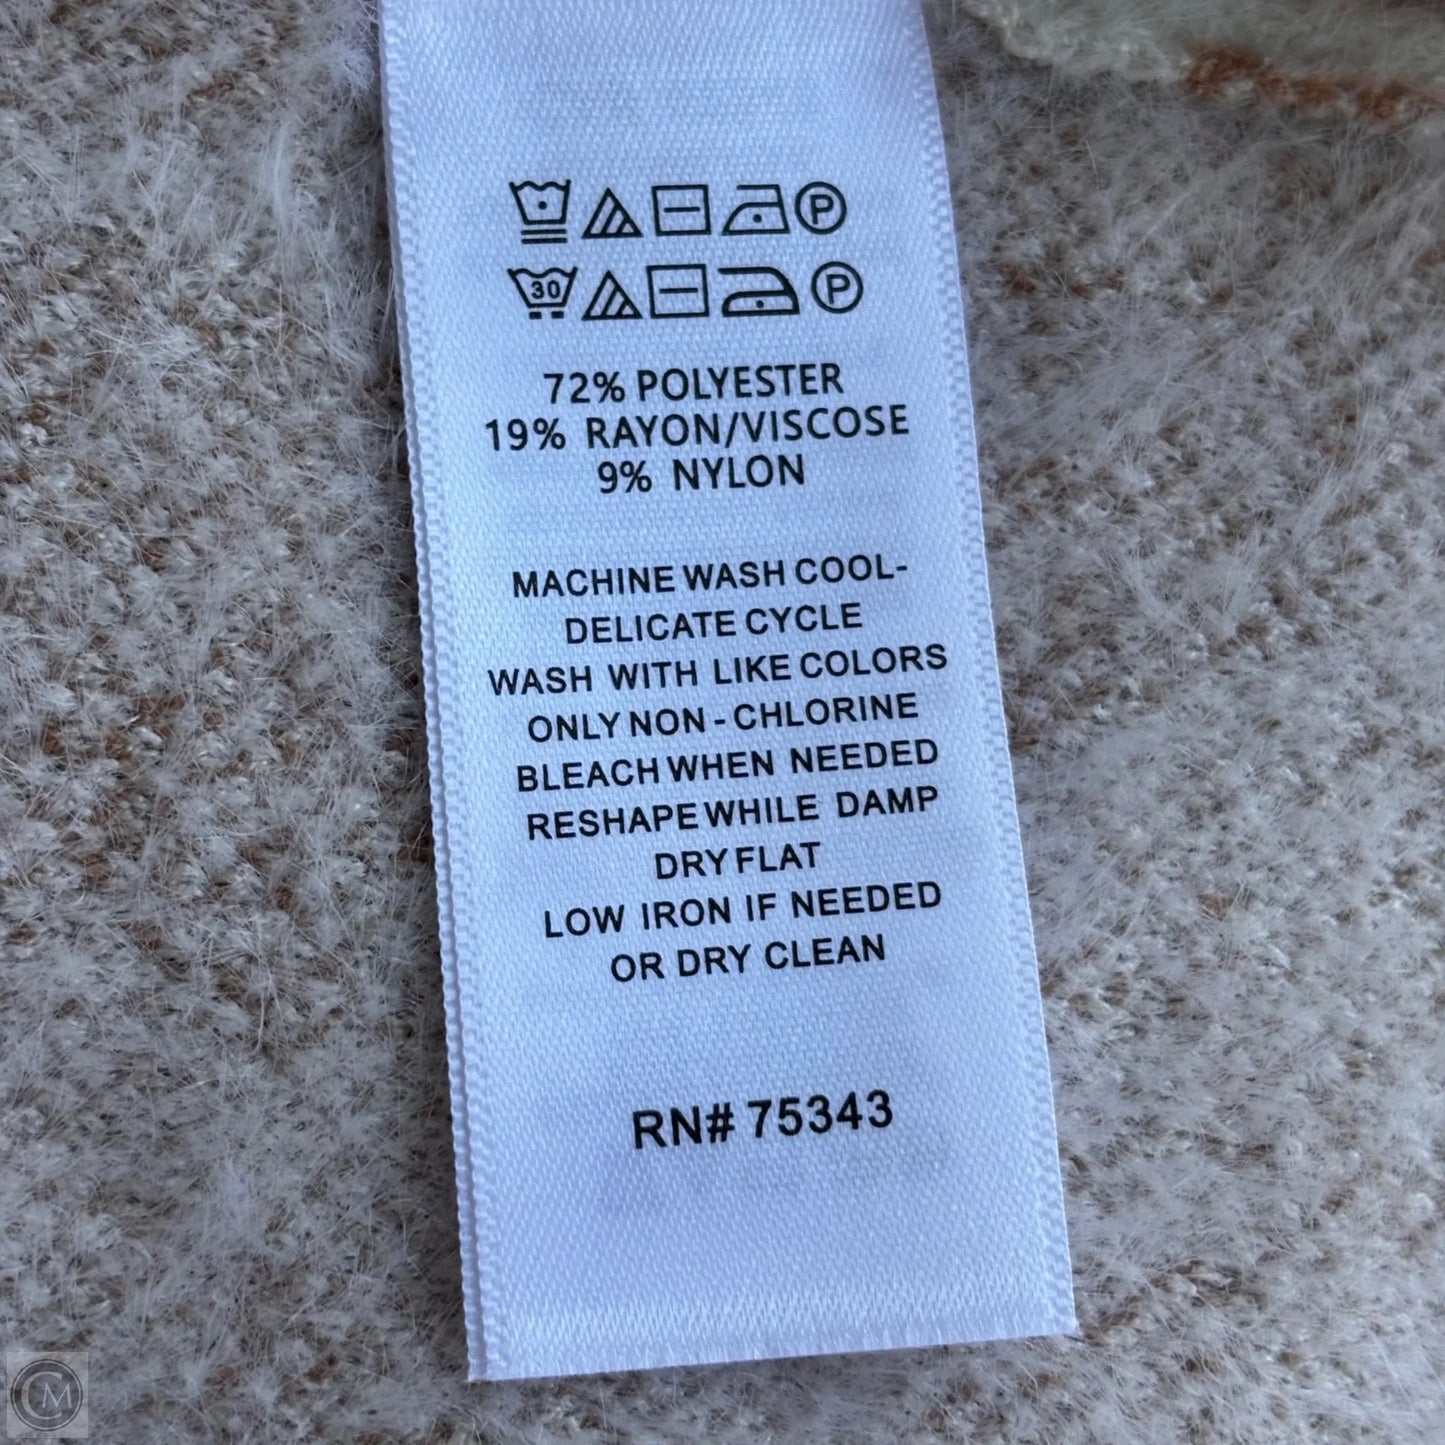 P
30 P
72% POLYESTER
19% RAYON/VISCOSE
9% NYLON
MACHINE WASH COOL-
DELICATE CYCLE
WASH WITH LIKE COLORS
ONLY NON - CHLORINE
BLEACH WHEN NEEDED
RESHAPE WHILE DAMP
DRY FLAT
LOW IRON IF NEEDED
OR DRY CLEAN
RN# 75343
CM